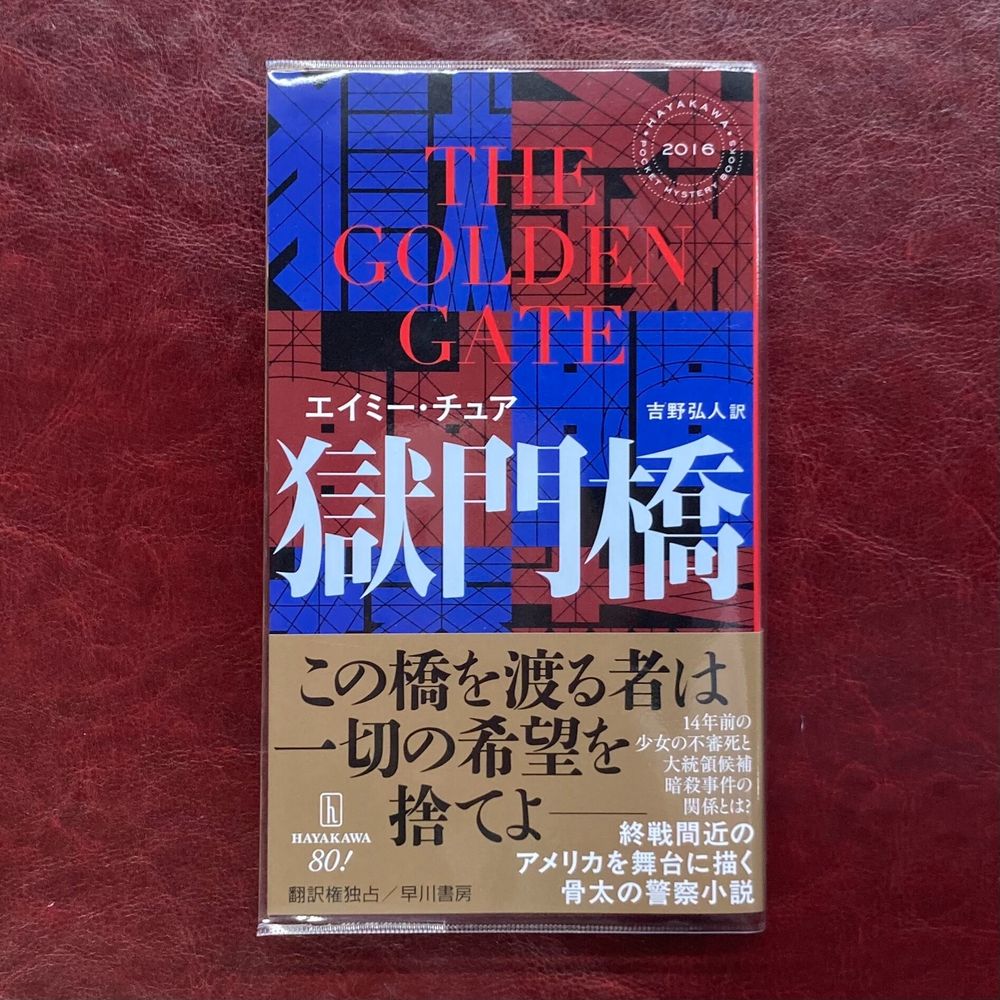 HAYAKAWA
2016
POCKET MYSTERY BOOKS
THE
GOLDEN
GATE
エイミー・チュア
吉野弘人訳
獄門橋
この橋を渡る者は
一切の希望を
捨てよ――
14年前の
少女の不審死と
大統領候補
暗殺事件の
関係とは?
終戦間近の
アメリカを舞台に描く
骨太の警察小説
h
HAYAKAWA
80!
翻訳権独占/早川書房